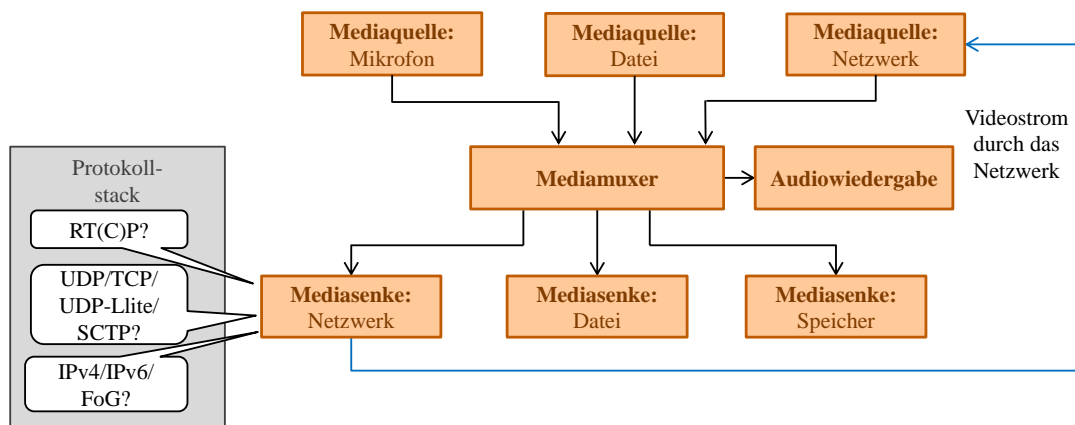 Mediaquelle:
Mikrofon
Mediaquelle:
Datei
Mediaquelle:
Netzwerk
Videostrom
durch das
Netzwerk
Mediamuxer
Audiowiedergabe
Protokoll-
stack
RT(C)P?
UDP/TCP/
UDP-Llite/
SCTP?
IPv4/IPv6/
FoG?
Mediasenke:
Netzwerk
Mediasenke:
Datei
Mediasenke:
Speicher